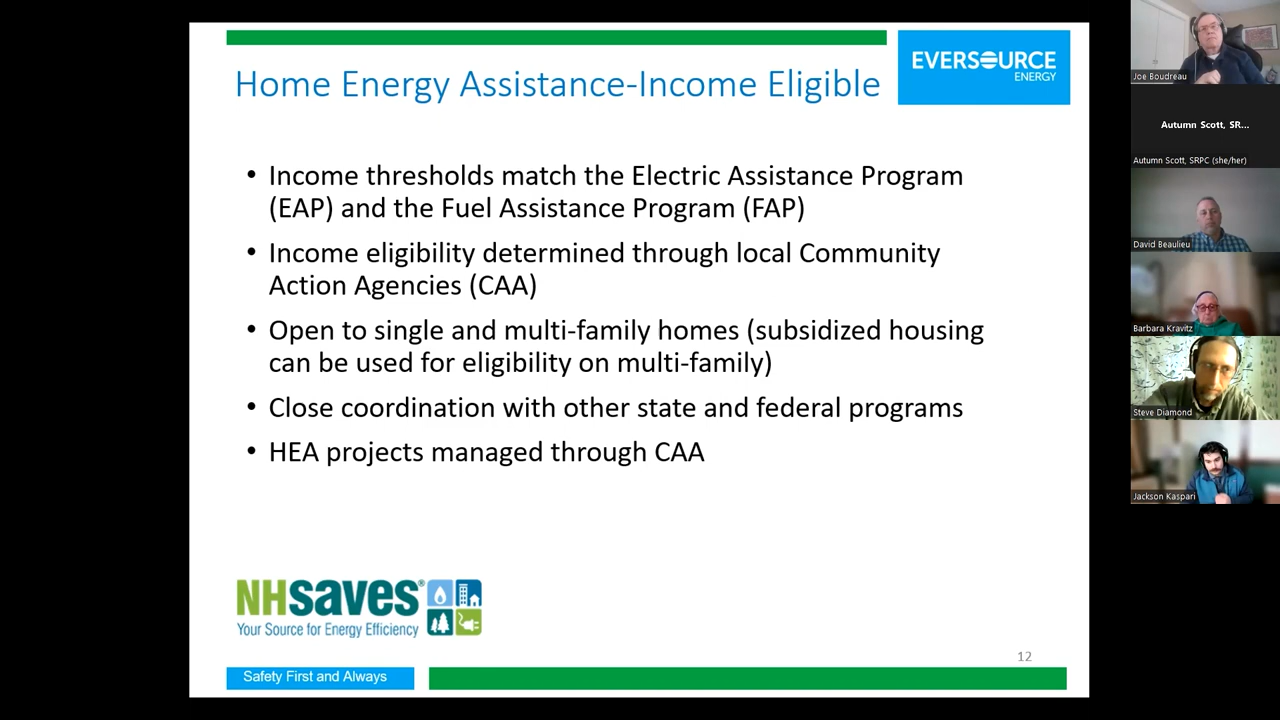 EVERSOURCE
ENERGY
Home Energy Assistance-Income Eligible
• Income thresholds match the Electric Assistance Program
(EAP) and the Fuel Assistance Program (FAP)
• Income eligibility determined through local Community
Action Agencies (CAA)
• Open to single and multi-family homes (subsidized housing
can be used for eligibility on multi-family)
• Close coordination with other state and federal programs
• HEA projects managed through CAA
NHsaves®
Your Source for Energy Efficiency
12
Safety First and Always
Joe Boudreau
Autumn Scott, SR...
Autumn Scott, SRPC (she/her)
David Beaulieu
Barbara Kravitz
Steve Diamond
Jackson Kaspari